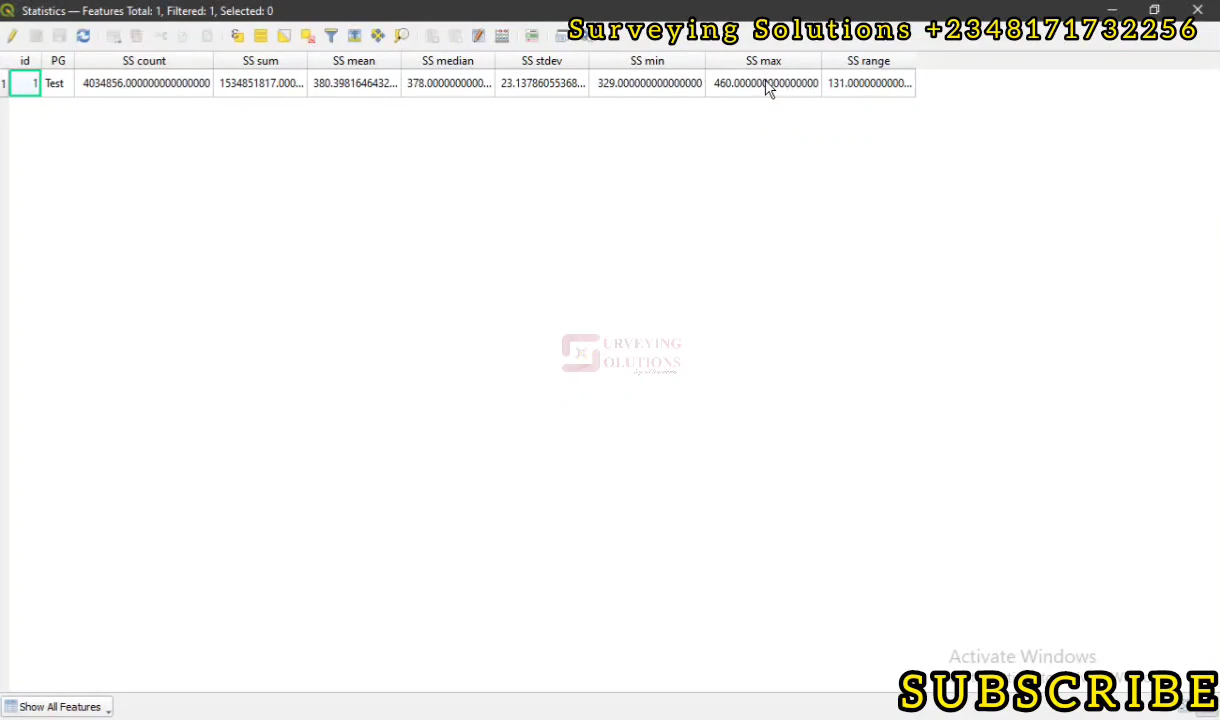 Statistics — Features Total: 1, Filtered: 1, Selected: 0
Surveying Solutions +2348171732256
id PG SS count SS sum SS mean SS median SS stdev SS min SS max SS range
1 1 Test 4034856.000000000000000 1534851817.000... 380.3981646432... 378.0000000000... 23.13786055368... 329.000000000000000 460.000000000000000 131.0000000000...
URVEYING
OLUTIONS
Activate Windows
SUBSCRIBE
Show All Features